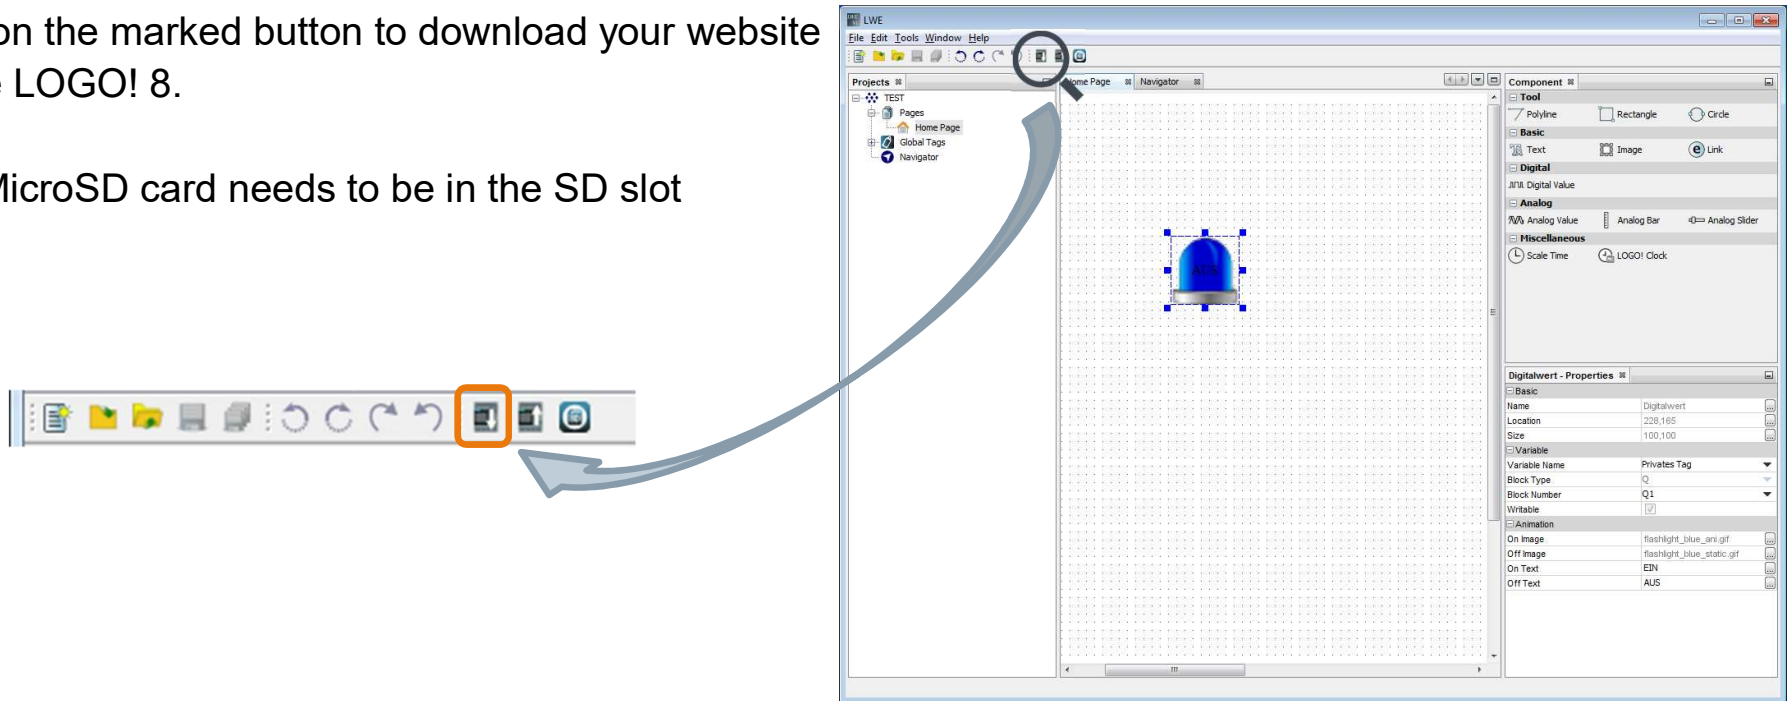 on the marked button to download your website
LOGO! 8.
MicroSD card needs to be in the SD slot
LWE
File Edit Tools Window Help
Projects
TEST
Pages
Home Page
Global Tags
Navigator
Home Page
Navigator
AUS
Component
Tool
Polyline Rectangle Circle
Basic
Text Image Link
Digital
Digital Value
Analog
Analog Value Analog Bar Analog Slider
Miscellaneous
Scale Time LOGO! Clock
Digitalwert - Properties
Basic
Name Digitalwert
Location 228,165
Size 100,100
Variable
Variable Name Privates Tag
Block Type Q
Block Number Q1
Writable
Animation
On Image flashlight_blue_ani.gif
Off Image flashlight_blue_static.gif
On Text EIN
Off Text AUS